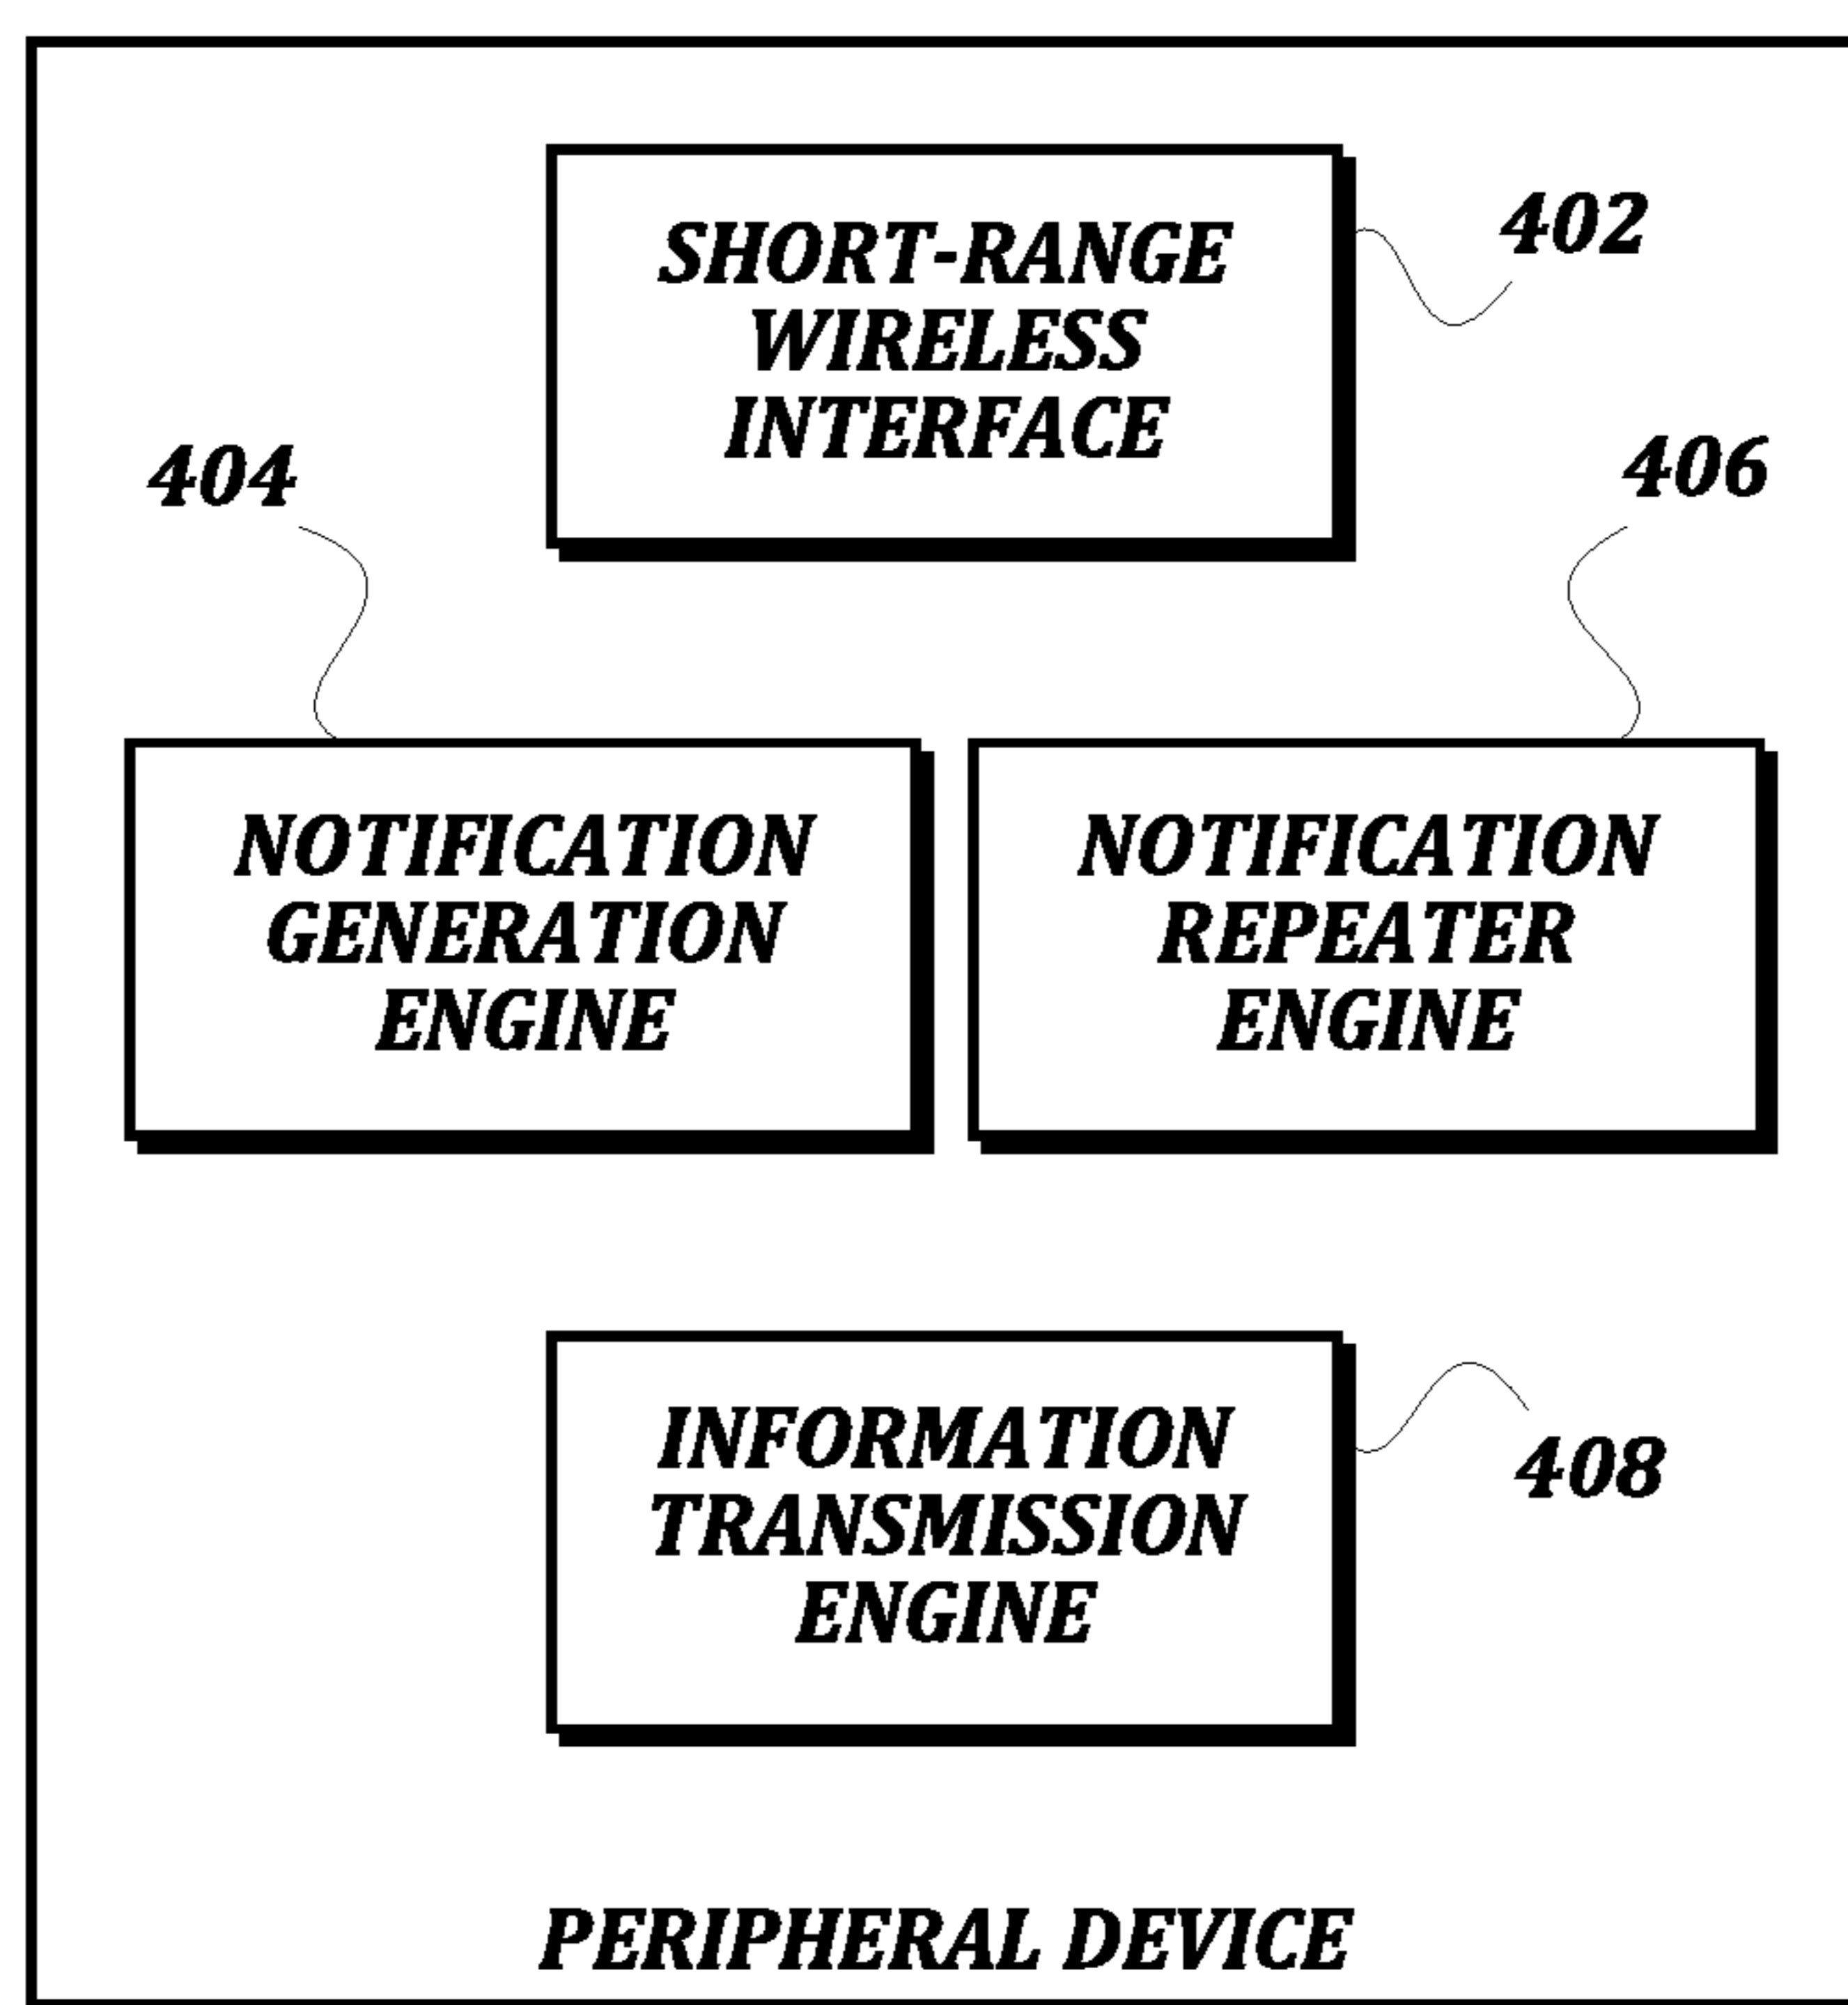 402
SHORT-RANGE
WIRELESS
INTERFACE
404
406
NOTIFICATION
GENERATION
ENGINE
NOTIFICATION
REPEATER
ENGINE
INFORMATION
TRANSMISSION
ENGINE
408
PERIPHERAL DEVICE